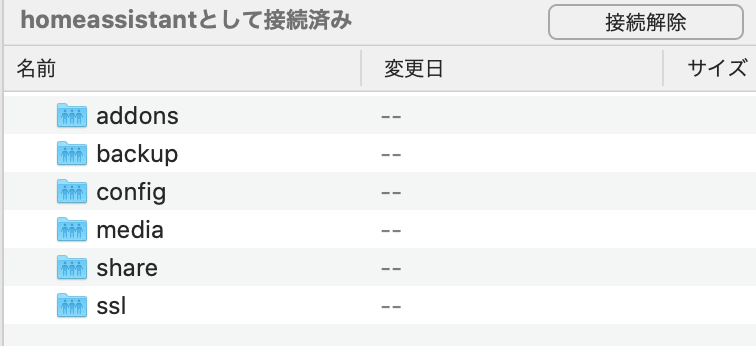 homeassistantとして接続済み 接続解除
名前 変更日 サイズ
addons --
backup --
config --
media --
share --
ssl --